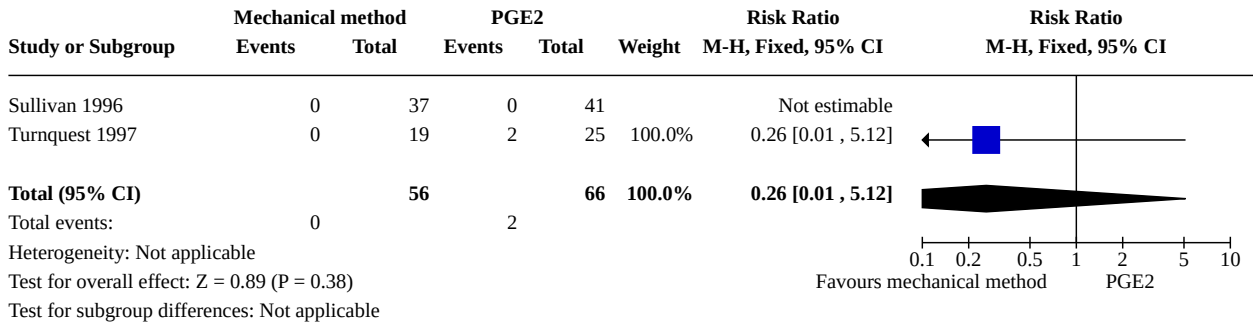 Mechanical method PGE2 Risk Ratio Risk Ratio
Study or Subgroup Events Total Events Total Weight M-H, Fixed, 95% CI M-H, Fixed, 95% CI
Sullivan 1996 0 37 0 41 Not estimable
Turnquest 1997 0 19 2 25 100.0% 0.26 [0.01 , 5.12]
Total (95% CI) 56 66 100.0% 0.26 [0.01 , 5.12]
Total events: 0 2
Heterogeneity: Not applicable
0.1 0.2 0.5 1 2 5 10
Test for overall effect: Z = 0.89 (P = 0.38) Favours mechanical method PGE2
Test for subgroup differences: Not applicable